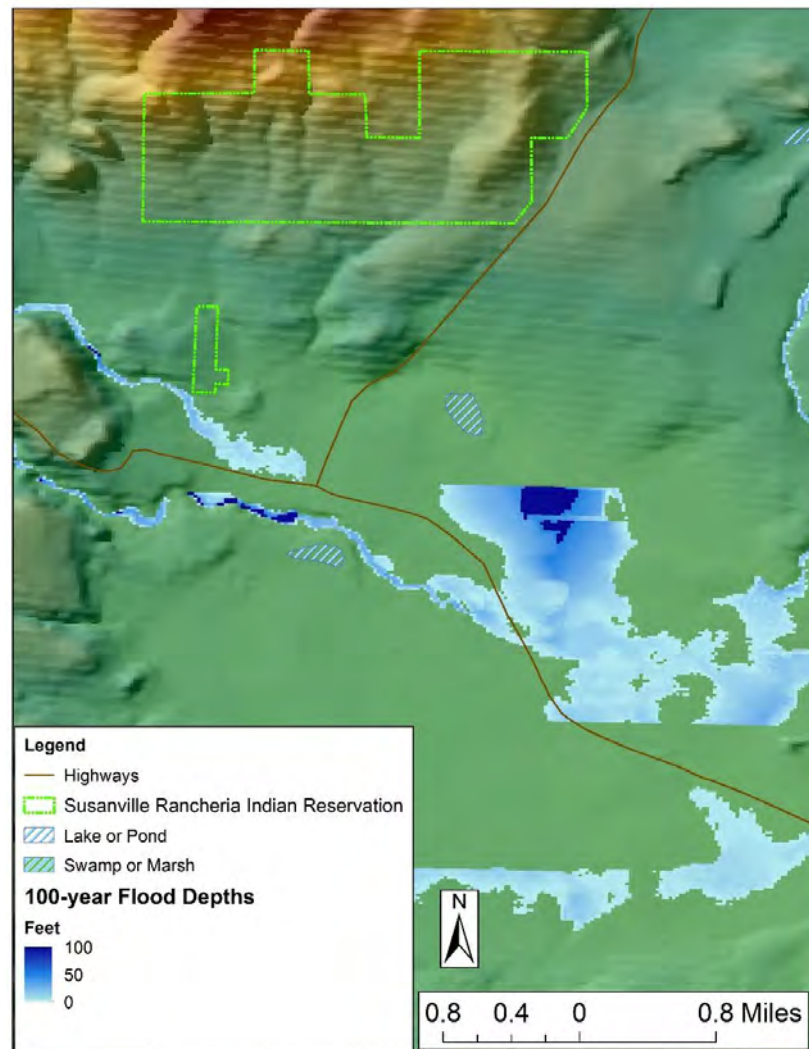 Legend
Highways
Susanville Rancheria Indian Reservation
Lake or Pond
Swamp or Marsh
100-year Flood Depths
Feet
100
50
0
N
0.8 0.4 0 0.8 Miles